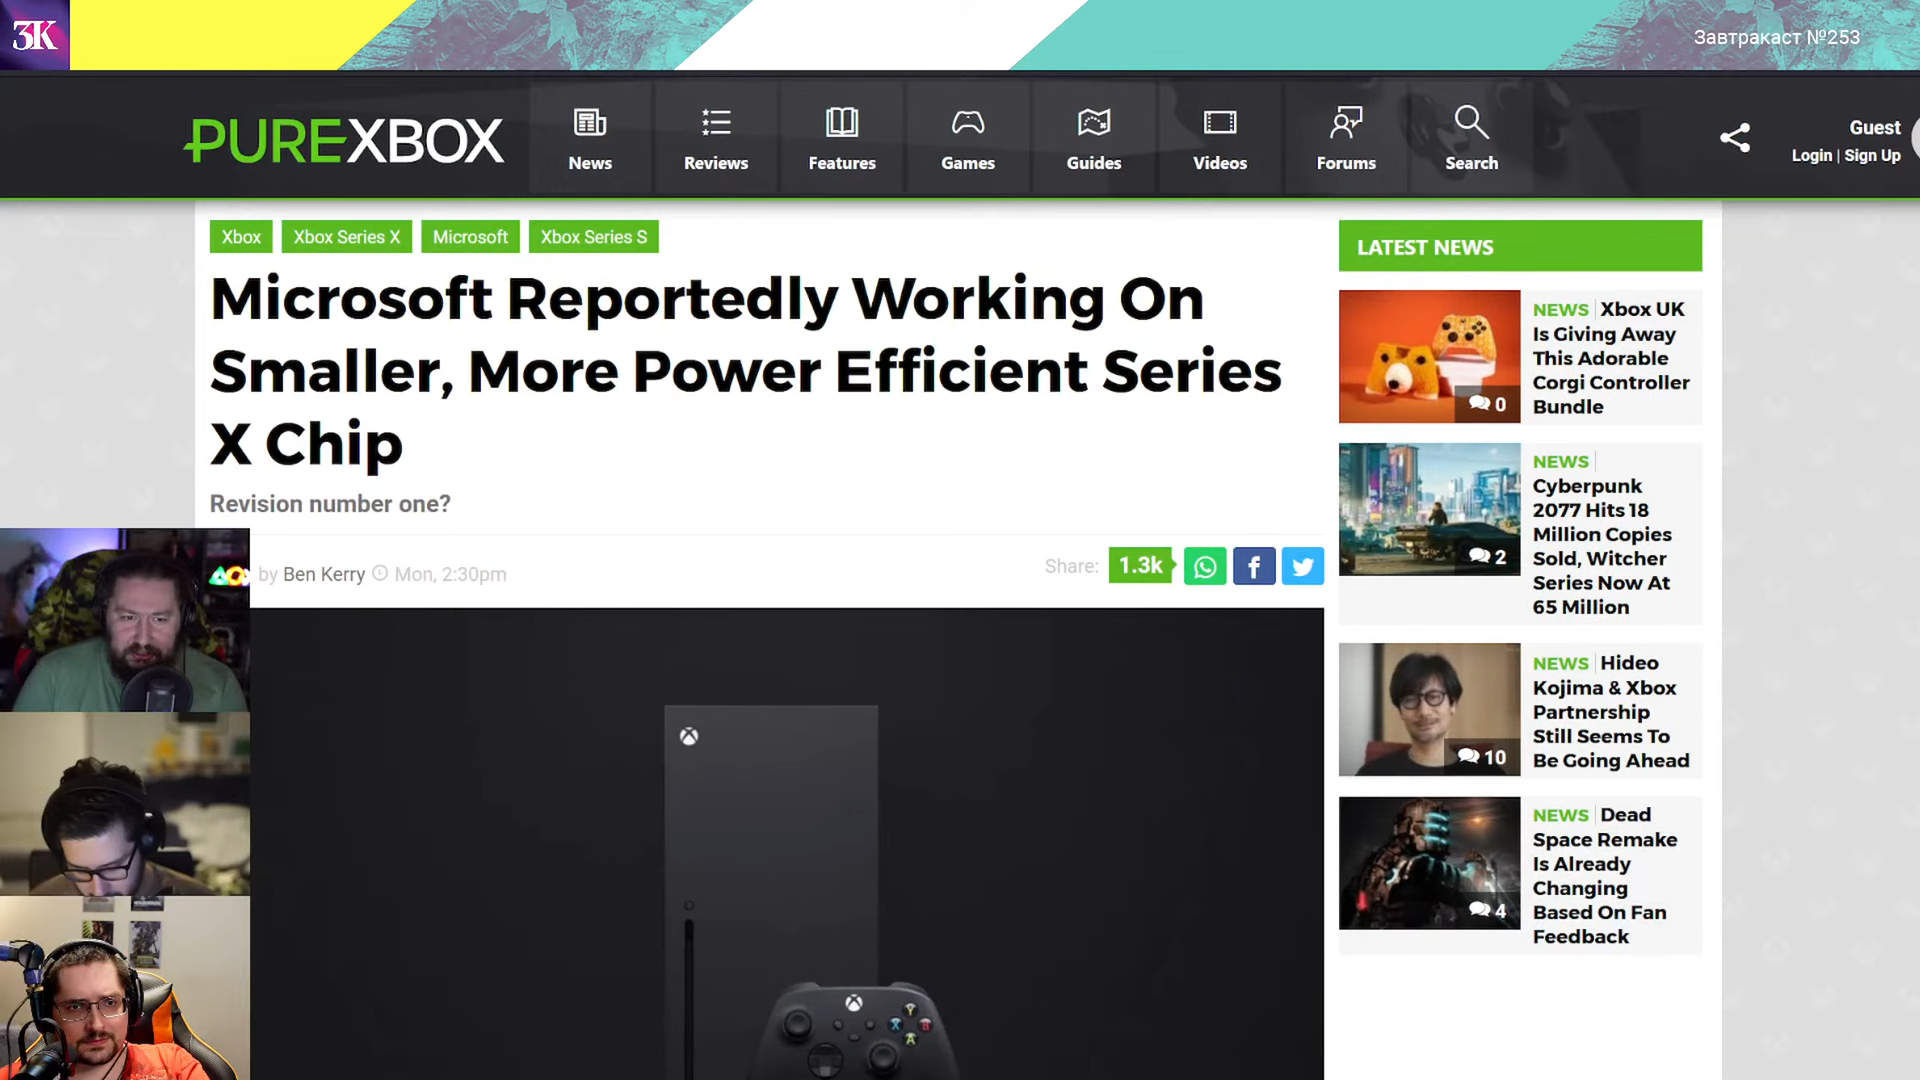 3K
Завтракаст №253
PUREXBOX
News
Reviews
Features
Games
Guides
Videos
Forums
Search
Guest
Login | Sign Up
Xbox
Xbox Series X
Microsoft
Xbox Series S
Microsoft Reportedly Working On
Smaller, More Power Efficient Series
X Chip
Revision number one?
by Ben Kerry Mon, 2:30pm
Share: 1.3k
LATEST NEWS
NEWS | Xbox UK
Is Giving Away
This Adorable
Corgi Controller
Bundle
0
NEWS |
Cyberpunk
2077 Hits 18
Million Copies
Sold, Witcher
Series Now At
65 Million
2
NEWS | Hideo
Kojima & Xbox
Partnership
Still Seems To
Be Going Ahead
10
NEWS | Dead
Space Remake
Is Already
Changing
Based On Fan
Feedback
4
Y
X
B
A